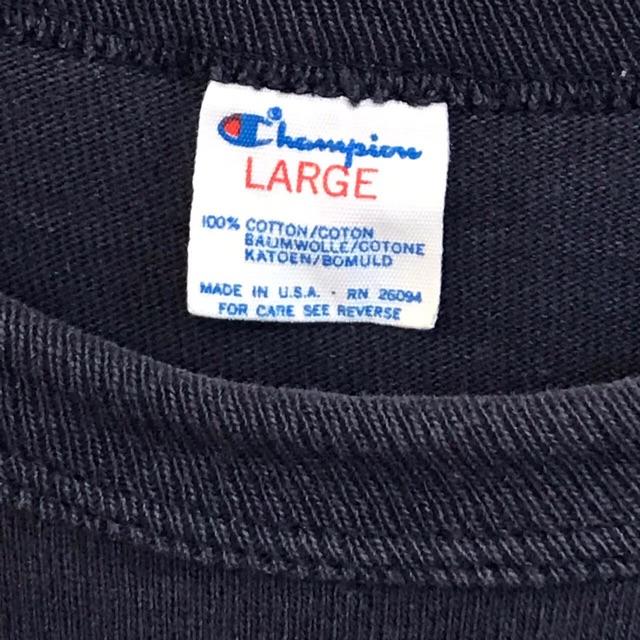 Champion®
LARGE
100% COTTON/COTON
BAUMWOLLE/COTONE
KATOEN/BOMULD
MADE IN U.S.A. · RN 26094
FOR CARE SEE REVERSE